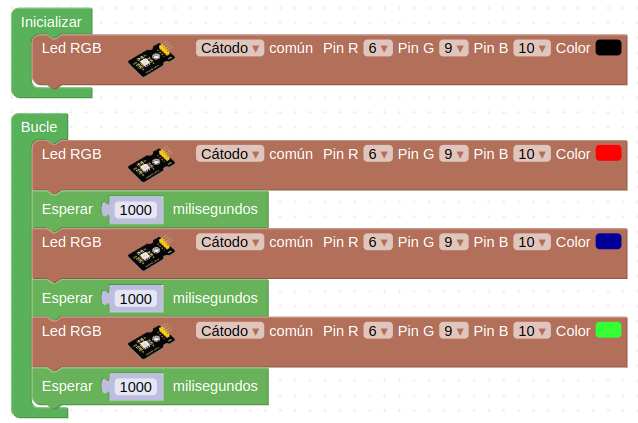 Inicializar
Led RGB Cátodo común Pin R 6 Pin G 9 Pin B 10 Color
Bucle
Led RGB Cátodo común Pin R 6 Pin G 9 Pin B 10 Color
Esperar 1000 milisegundos
Led RGB Cátodo común Pin R 6 Pin G 9 Pin B 10 Color
Esperar 1000 milisegundos
Led RGB Cátodo común Pin R 6 Pin G 9 Pin B 10 Color
Esperar 1000 milisegundos